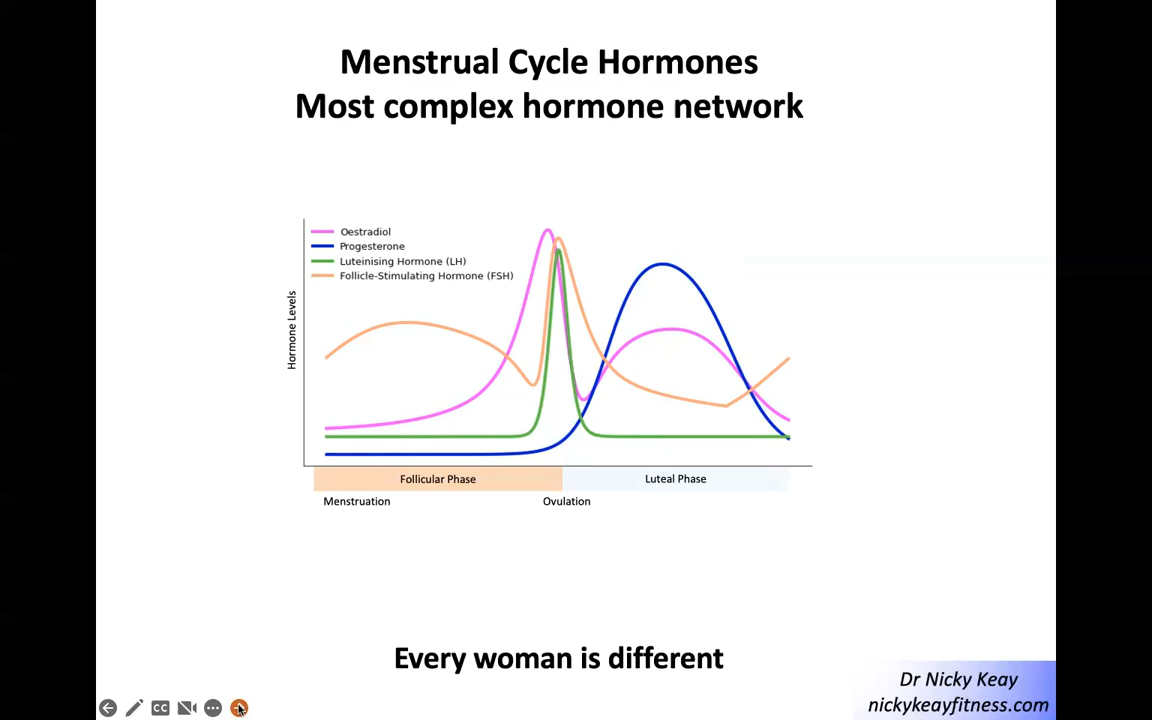 Menstrual Cycle Hormones
Most complex hormone network
Oestradiol
Progesterone
Luteinising Hormone (LH)
Follicle-Stimulating Hormone (FSH)
Hormone Levels
Follicular Phase
Luteal Phase
Menstruation
Ovulation
Every woman is different
Dr Nicky Keay
nickykeayfitness.com
CC